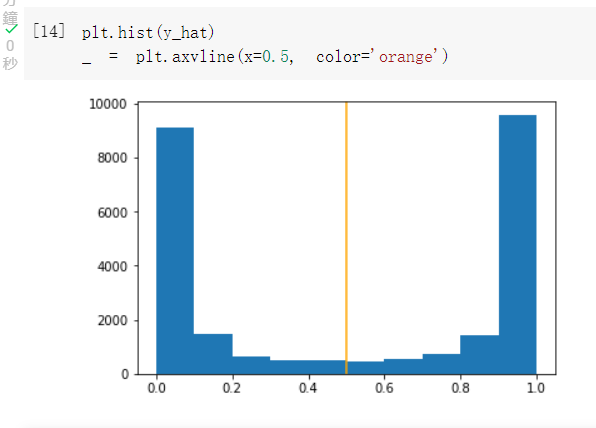 分
鐘
0
秒
[14] plt.hist(y_hat)
_ = plt.axvline(x=0.5, color='orange')
10000
8000
6000
4000
2000
0
0.0 0.2 0.4 0.6 0.8 1.0